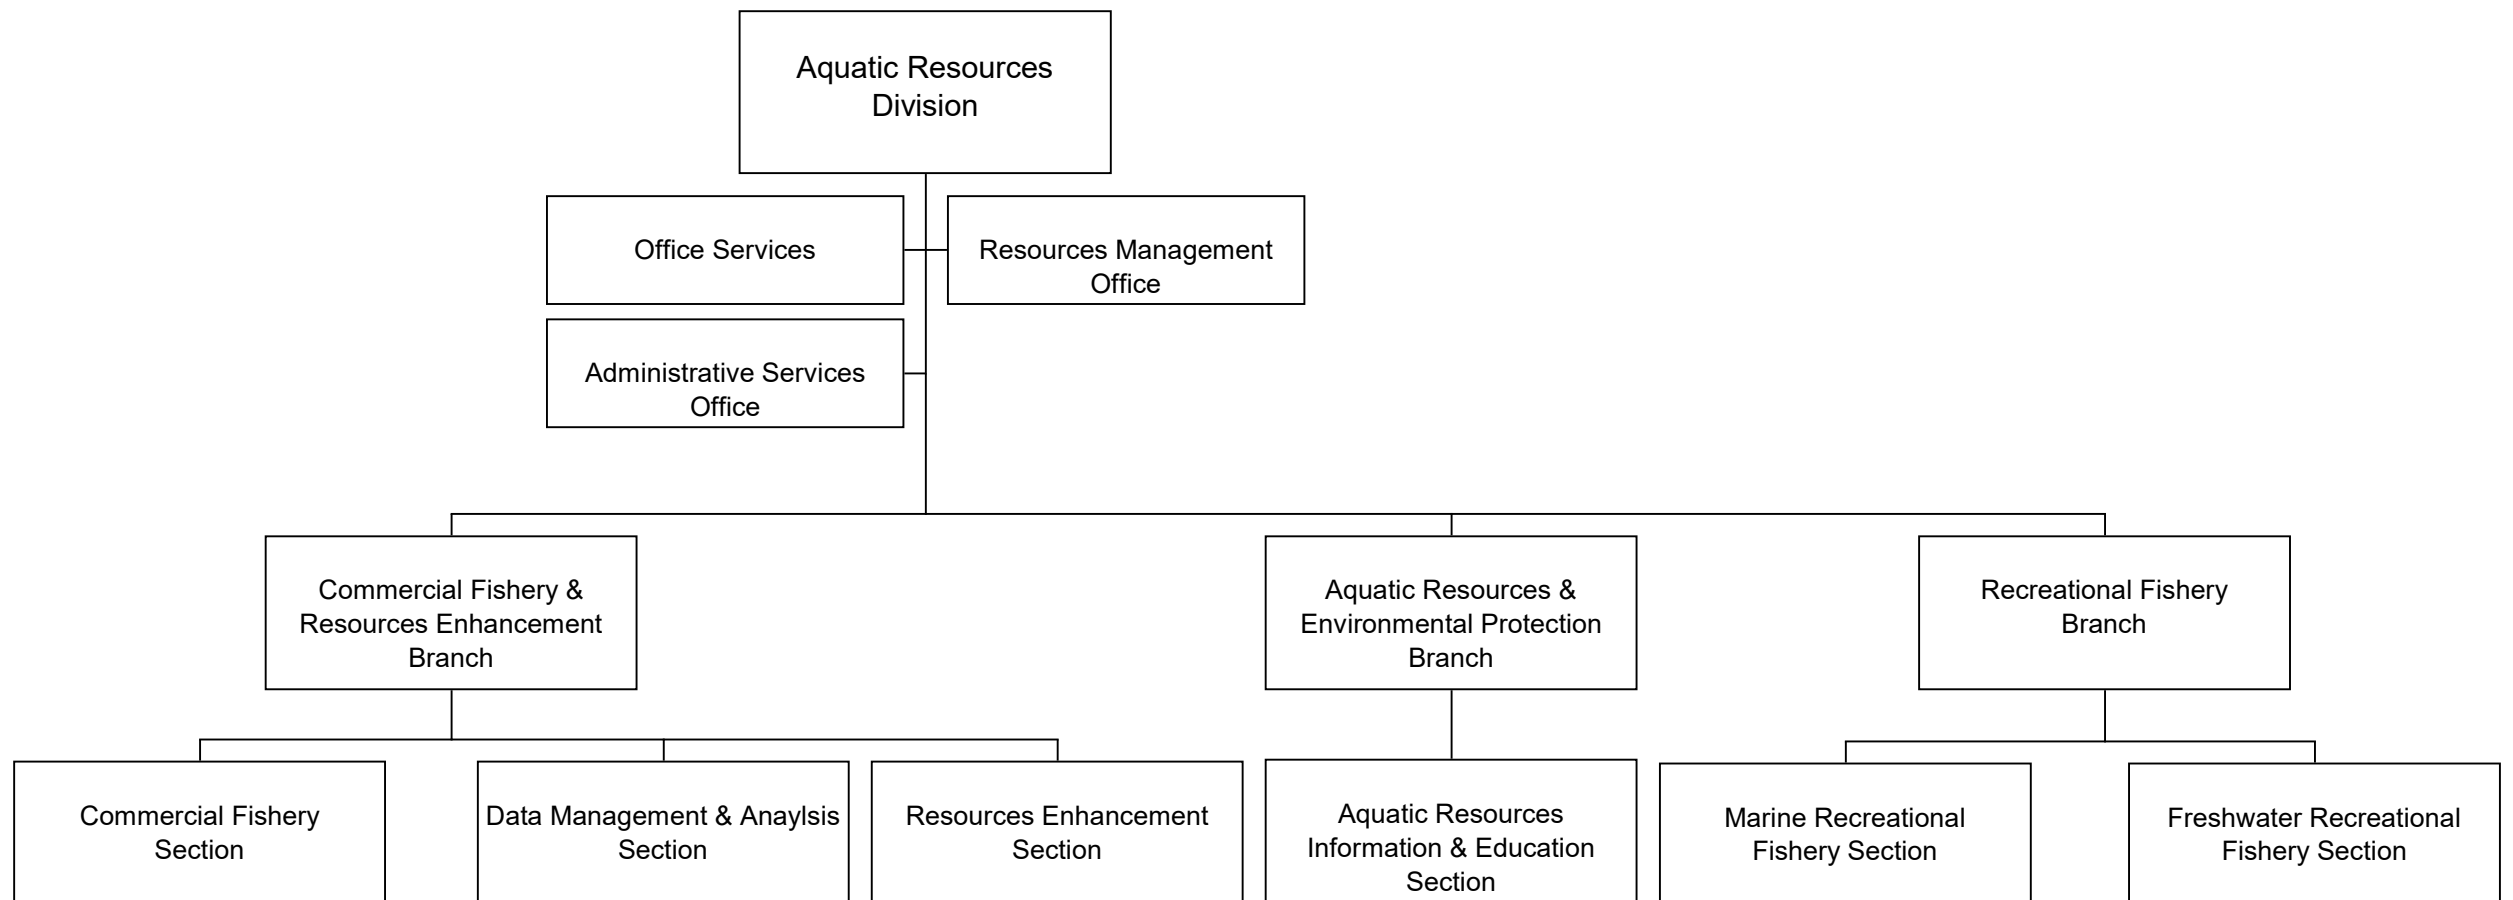 Aquatic Resources
Division
Office Services
Resources Management
Office
Administrative Services
Office
Commercial Fishery &
Resources Enhancement
Branch
Aquatic Resources &
Environmental Protection
Branch
Recreational Fishery
Branch
Commercial Fishery
Section
Data Management & Anaylsis
Section
Resources Enhancement
Section
Aquatic Resources
Information & Education
Section
Marine Recreational
Fishery Section
Freshwater Recreational
Fishery Section